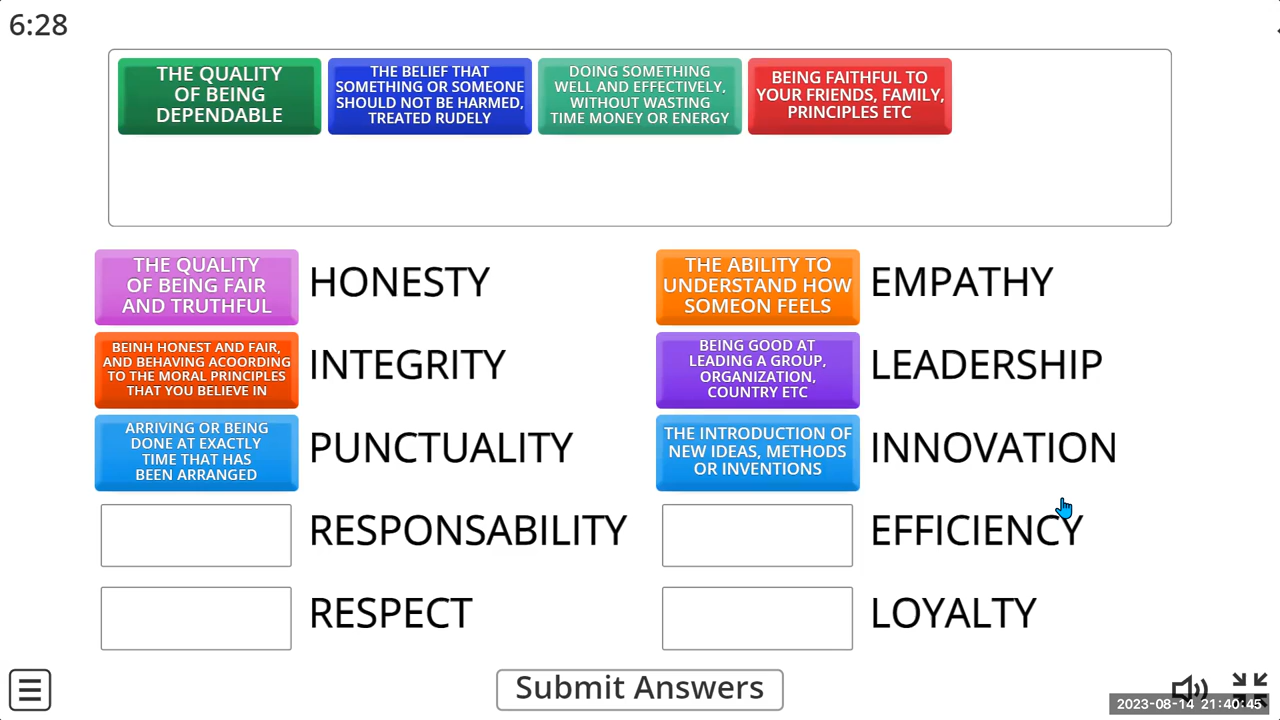 6:28
THE QUALITY
OF BEING
DEPENDABLE
THE BELIEF THAT
SOMETHING OR SOMEONE
SHOULD NOT BE HARMED,
TREATED RUDELY
DOING SOMETHING
WELL AND EFFECTIVELY,
WITHOUT WASTING
TIME MONEY OR ENERGY
BEING FAITHFUL TO
YOUR FRIENDS, FAMILY,
PRINCIPLES ETC
THE QUALITY
OF BEING FAIR
AND TRUTHFUL
HONESTY
THE ABILITY TO
UNDERSTAND HOW
SOMEON FEELS
EMPATHY
BEINH HONEST AND FAIR,
AND BEHAVING ACOORDING
TO THE MORAL PRINCIPLES
THAT YOU BELIEVE IN
INTEGRITY
BEING GOOD AT
LEADING A GROUP,
ORGANIZATION,
COUNTRY ETC
LEADERSHIP
ARRIVING OR BEING
DONE AT EXACTLY
TIME THAT HAS
BEEN ARRANGED
PUNCTUALITY
THE INTRODUCTION OF
NEW IDEAS, METHODS
OR INVENTIONS
INNOVATION
RESPONSABILITY
EFFICIENCY
RESPECT
LOYALTY
Submit Answers
2023-08-14 21:40:45